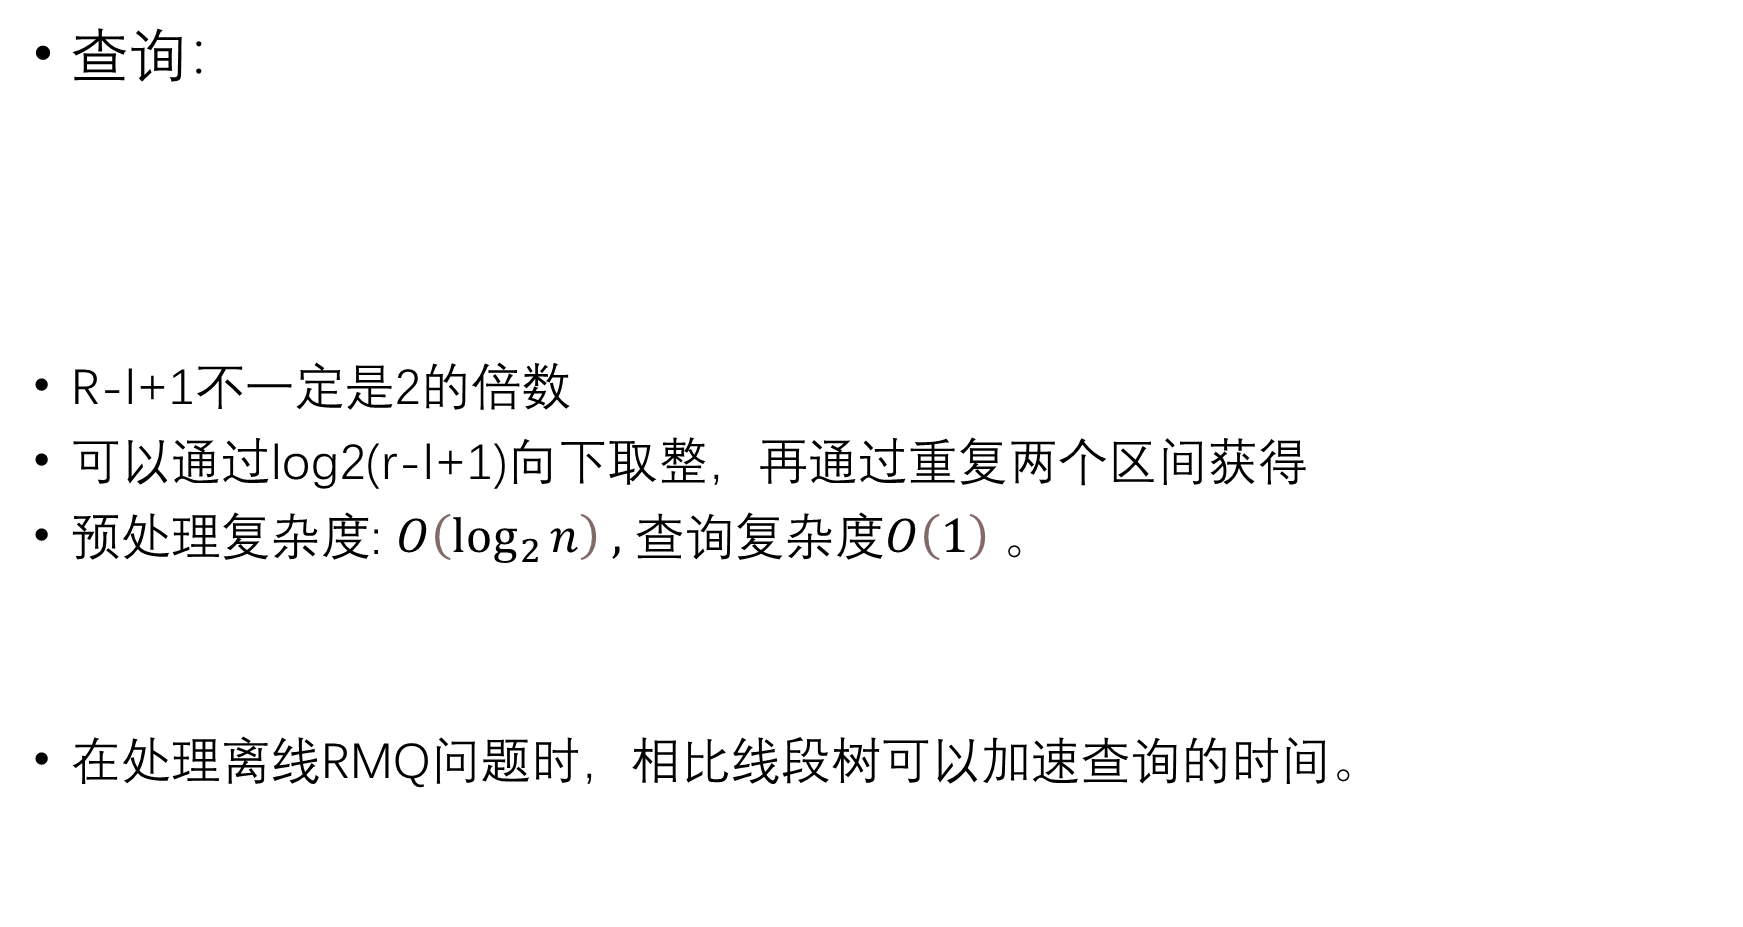 • 查询：
• R-l+1不一定是2的倍数
• 可以通过log2(r-l+1)向下取整，再通过重复两个区间获得
• 预处理复杂度: O(log₂ n) , 查询复杂度O(1) 。
• 在处理离线RMQ问题时，相比线段树可以加速查询的时间。